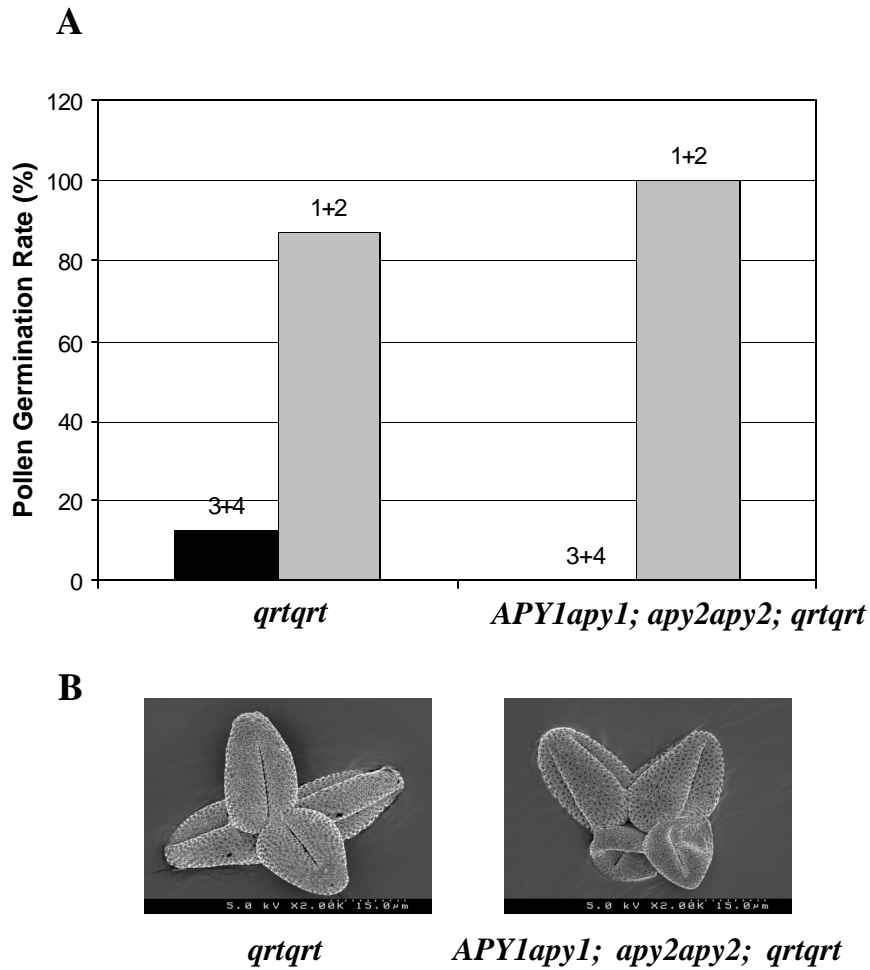 A
Pollen Germination Rate (%)
120
100
80
60
40
20
0
3+4
1+2
3+4
1+2
qrtqrt
APY1apy1; apy2apy2; qrtqrt
B
5.0 kV X2.00K 15.0µm
5.0 kV X2.00K 15.0µm
qrtqrt
APY1apy1; apy2apy2; qrtqrt